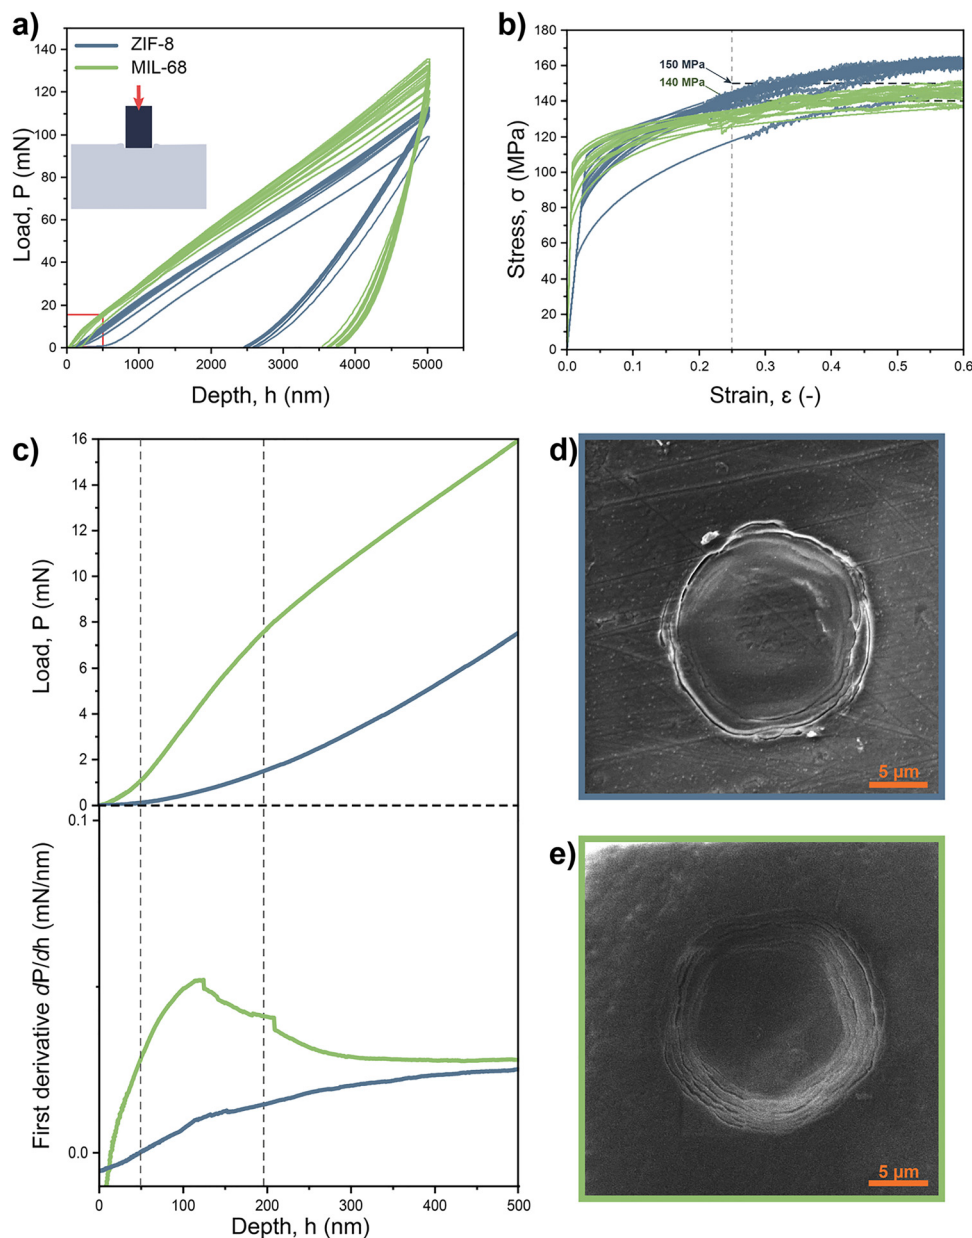 a)
ZIF-8
MIL-68
140
120
100
80
60
40
20
0
Load, P (mN)
0 1000 2000 3000 4000 5000
Depth, h (nm)
b)
150 MPa
140 MPa
180
160
140
120
100
80
60
40
20
0
Stress, σ (MPa)
0.0 0.1 0.2 0.3 0.4 0.5 0.6
Strain, ε (-)
c)
16
14
12
10
8
6
4
2
0
Load, P (mN)
0.1
0.0
First derivative dP/dh (mN/nm)
0 100 200 300 400 500
Depth, h (nm)
d)
5 μm
e)
5 μm